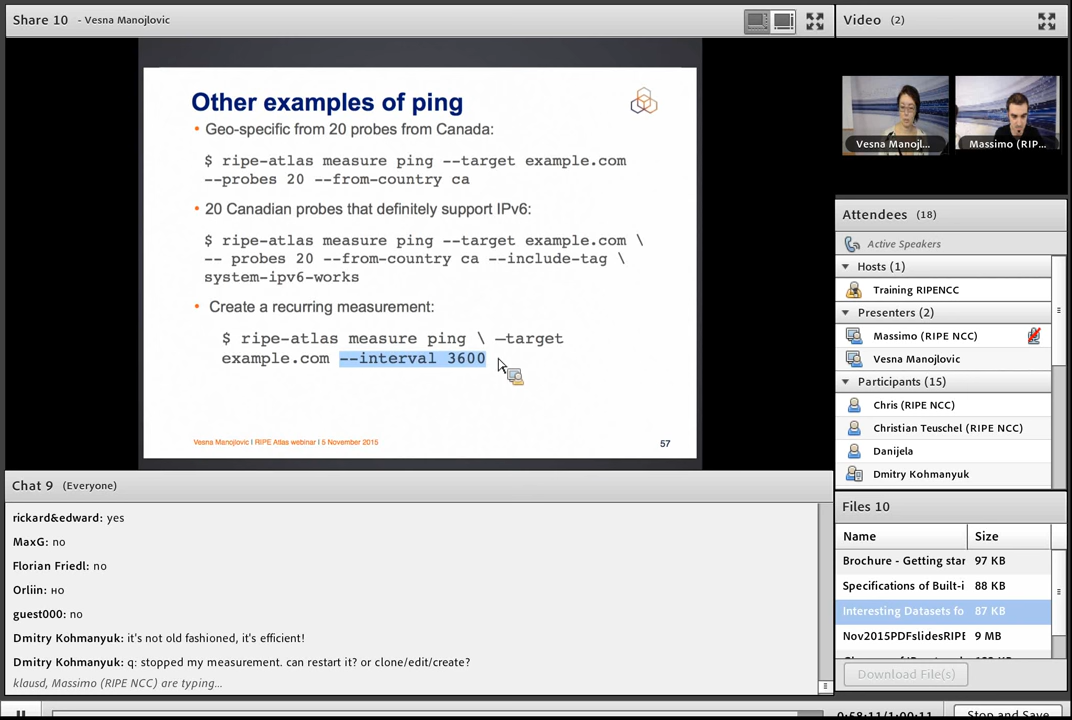 Share 10 - Vesna Manojlovic
Other examples of ping
• Geo-specific from 20 probes from Canada:
$ ripe-atlas measure ping --target example.com
--probes 20 --from-country ca
• 20 Canadian probes that definitely support IPv6:
$ ripe-atlas measure ping --target example.com \
-- probes 20 --from-country ca --include-tag \
system-ipv6-works
• Create a recurring measurement:
$ ripe-atlas measure ping \ –target
example.com --interval 3600
Vesna Manojlovic I RIPE Atlas webinar I 5 November 2015
57
Chat 9 (Everyone)
rickard&edward: yes
MaxG: no
Florian Friedl: no
Orliin: но
guest000: no
Dmitry Kohmanyuk: it's not old fashioned, it's efficient!
Dmitry Kohmanyuk: q: stopped my measurement. can restart it? or clone/edit/create?
klausd, Massimo (RIPE NCC) are typing...
Video (2)
Vesna Manojl...
Massimo (RIP...
Attendees (18)
Active Speakers
Hosts (1)
Training RIPENCC
Presenters (2)
Massimo (RIPE NCC)
Vesna Manojlovic
Participants (15)
Chris (RIPE NCC)
Christian Teuschel (RIPE NCC)
Danijela
Dmitry Kohmanyuk
Files 10
Name Size
Brochure - Getting star 97 KB
Specifications of Built-i 88 KB
Interesting Datasets fo 87 KB
Nov2015PDFslidesRIPE 9 MB
Download File(s)
0:58:11/1:00:11
Stop and Save